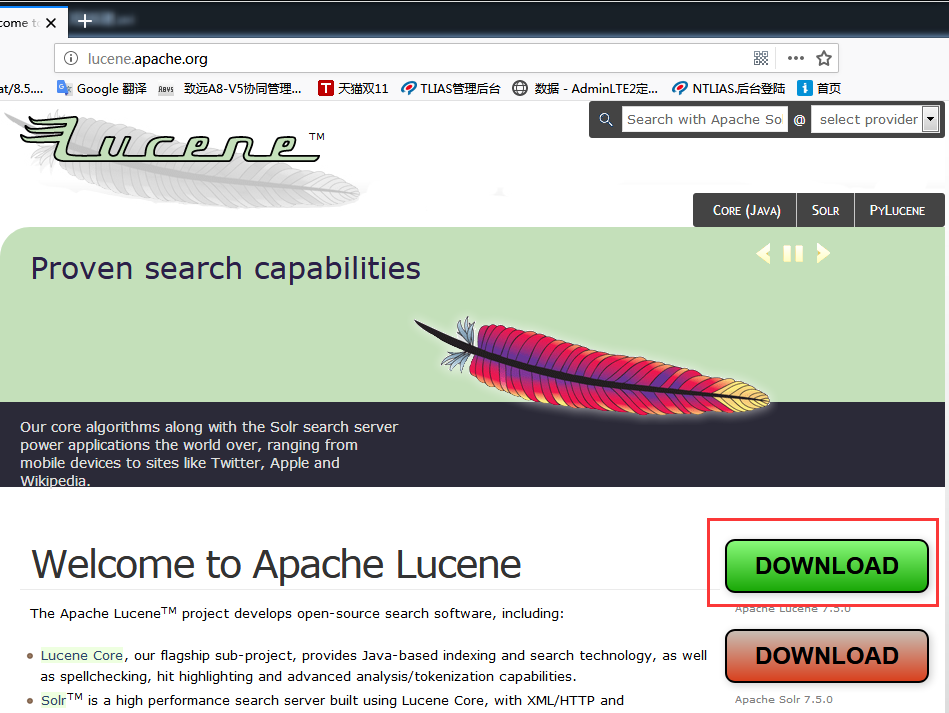 come to
lucene.apache.org
at/8.5....
Google 翻译
致远A8-V5协同管理...
天猫双11
TLIAS管理后台
数据 - AdminLTE2定...
NTLIAS.后台登陆
首页
Lucene™
Search with Apache So
@
select provider
Core (Java)
Solr
PyLucene
Proven search capabilities
Our core algorithms along with the Solr search server
power applications the world over, ranging from
mobile devices to sites like Twitter, Apple and
Wikipedia.
Welcome to Apache Lucene
DOWNLOAD
Apache Lucene 7.5.0
The Apache Lucene™ project develops open-source search software, including:
DOWNLOAD
Apache Solr 7.5.0
Lucene Core, our flagship sub-project, provides Java-based indexing and search technology, as well
as spellchecking, hit highlighting and advanced analysis/tokenization capabilities.
Solr™ is a high performance search server built using Lucene Core, with XML/HTTP and